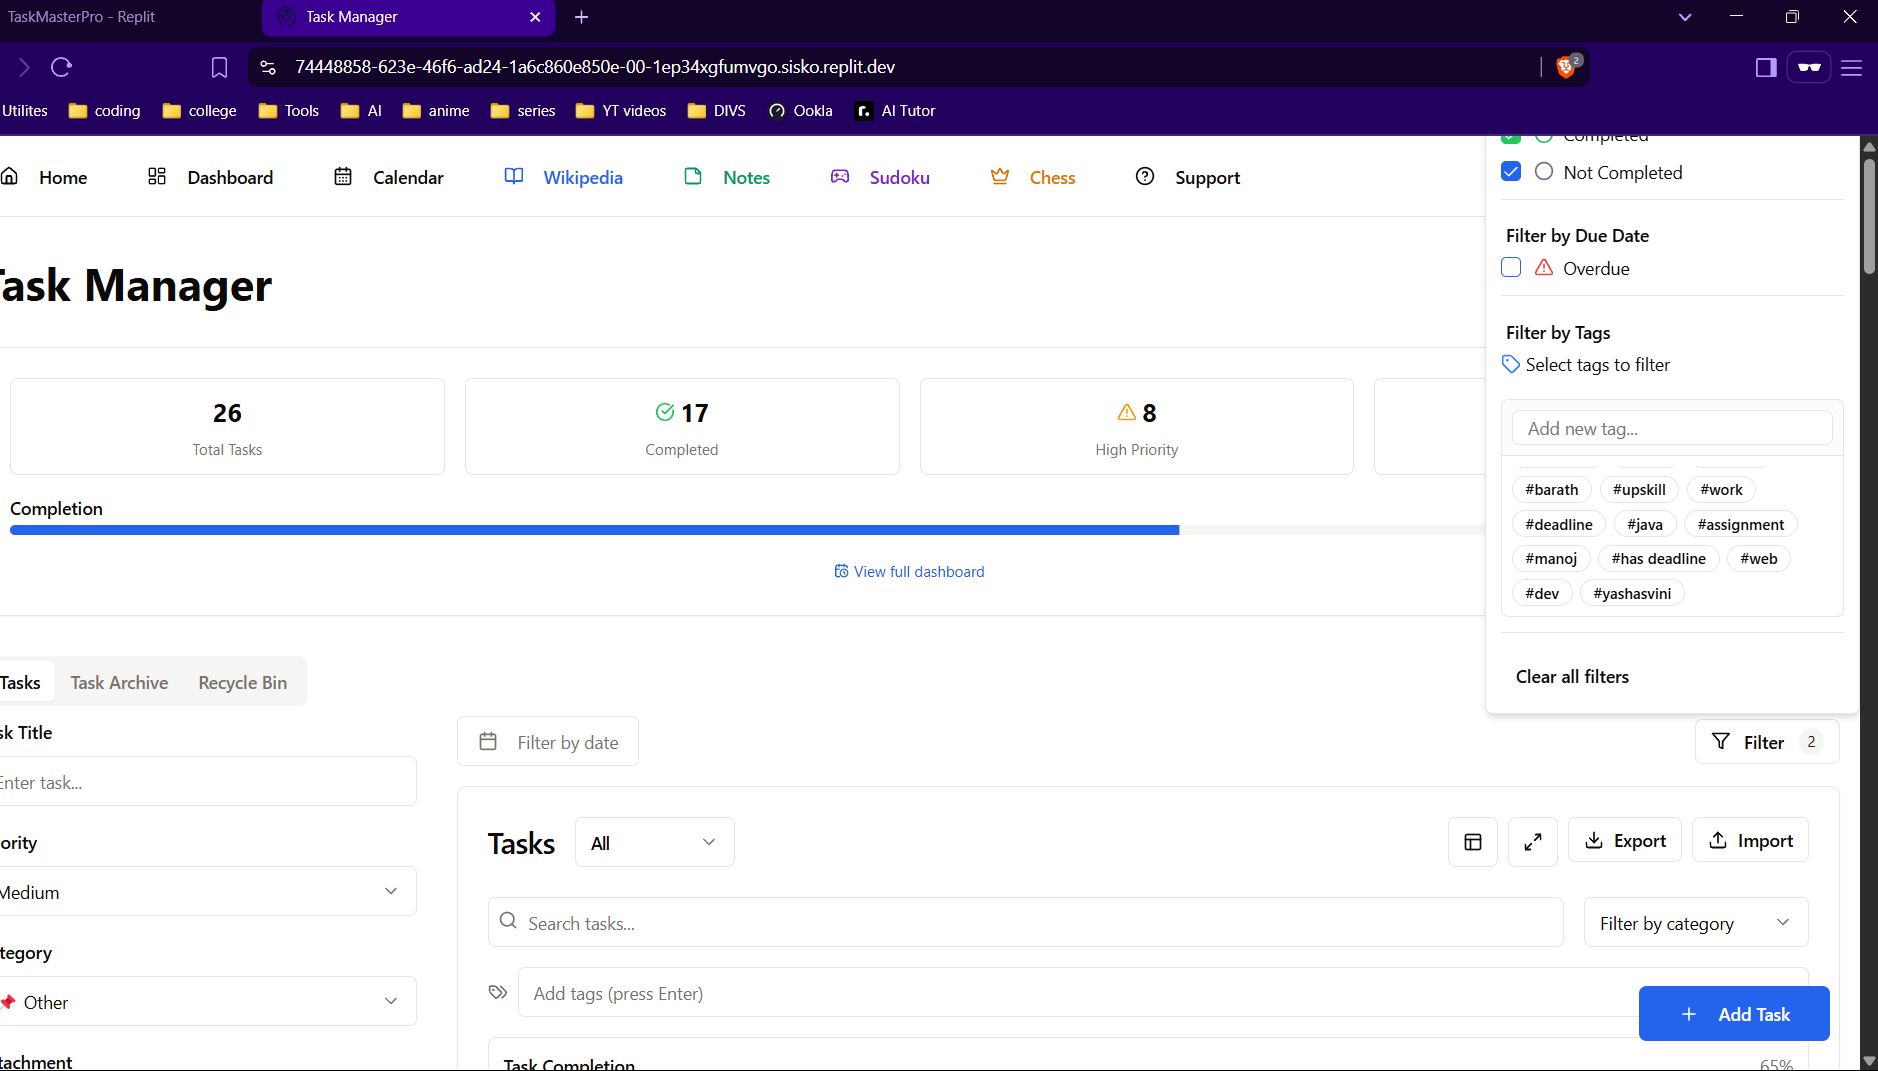 TaskMasterPro - Replit
Task Manager
74448858-623e-46f6-ad24-1a6c860e850e-00-1ep34xgfumvgo.sisko.replit.dev
2
Utilites
coding
college
Tools
AI
anime
series
YT videos
DIVS
Ookla
AI Tutor
Home
Dashboard
Calendar
Wikipedia
Notes
Sudoku
Chess
Support
Completed
Not Completed
Filter by Due Date
Overdue
Filter by Tags
Select tags to filter
Add new tag...
#barath #upskill #work
#deadline #java #assignment
#manoj #has deadline #web
#dev #yashasvini
Clear all filters
Task Manager
26
Total Tasks
17
Completed
8
High Priority
Completion
View full dashboard
Tasks
Task Archive
Recycle Bin
sk Title
Enter task...
ority
Medium
tegory
Other
tachment
Filter by date
Filter 2
Tasks
All
Export
Import
Search tasks...
Filter by category
Add tags (press Enter)
Add Task
Task Completion
65%